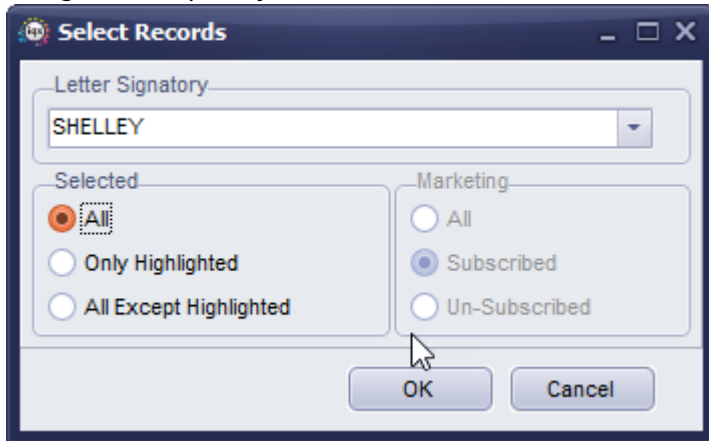 Select Records
Letter Signatory
SHELLEY
Selected
All
Only Highlighted
All Except Highlighted
Marketing
All
Subscribed
Un-Subscribed
OK
Cancel